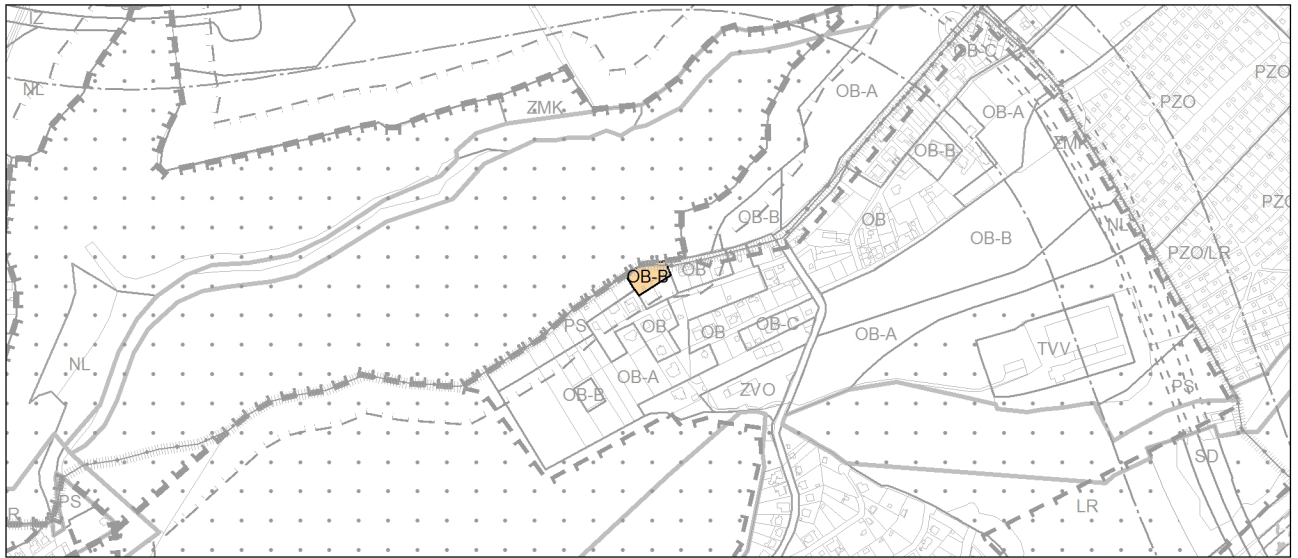 IZ
OB-C
PZO
NL
OB-A
PZO
ZMK
OB-A
ZMK
OB-B
PZO
OB-B
OB
NL
OB-B
PZO/LR
OB-B
OB
PS
OB
OB
OB-C
OB-A
TVV
NL
OB-A
PS
OB-B
ZVO
SD
PS
LR
R